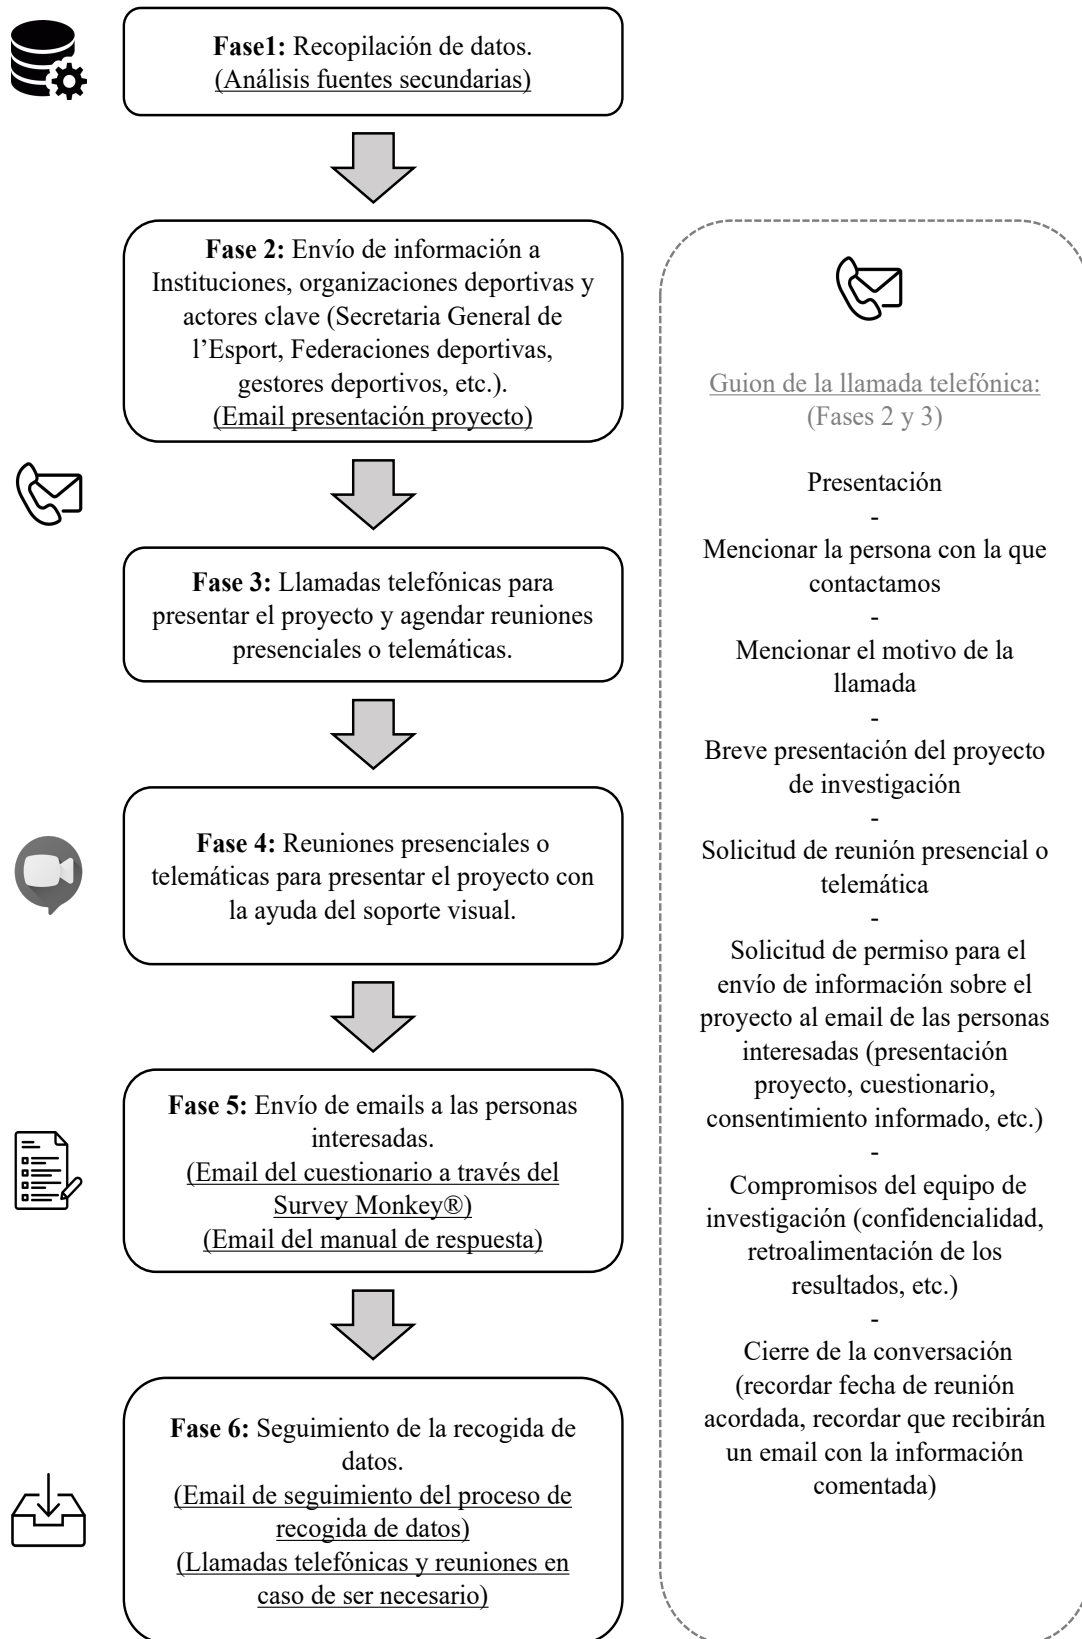 Fase1: Recopilación de datos.
(Análisis fuentes secundarias)
Fase 2: Envío de información a
Instituciones, organizaciones deportivas y
actores clave (Secretaria General de
l’Esport, Federaciones deportivas,
gestores deportivos, etc.).
(Email presentación proyecto)
Fase 3: Llamadas telefónicas para
presentar el proyecto y agendar reuniones
presenciales o telemáticas.
Fase 4: Reuniones presenciales o
telemáticas para presentar el proyecto con
la ayuda del soporte visual.
Fase 5: Envío de emails a las personas
interesadas.
(Email del cuestionario a través del
Survey Monkey®)
(Email del manual de respuesta)
Fase 6: Seguimiento de la recogida de
datos.
(Email de seguimiento del proceso de
recogida de datos)
(Llamadas telefónicas y reuniones en
caso de ser necesario)
Guion de la llamada telefónica:
(Fases 2 y 3)
Presentación
-
Mencionar la persona con la que
contactamos
-
Mencionar el motivo de la
llamada
-
Breve presentación del proyecto
de investigación
-
Solicitud de reunión presencial o
telemática
-
Solicitud de permiso para el
envío de información sobre el
proyecto al email de las personas
interesadas (presentación
proyecto, cuestionario,
consentimiento informado, etc.)
-
Compromisos del equipo de
investigación (confidencialidad,
retroalimentación de los
resultados, etc.)
-
Cierre de la conversación
(recordar fecha de reunión
acordada, recordar que recibirán
un email con la información
comentada)